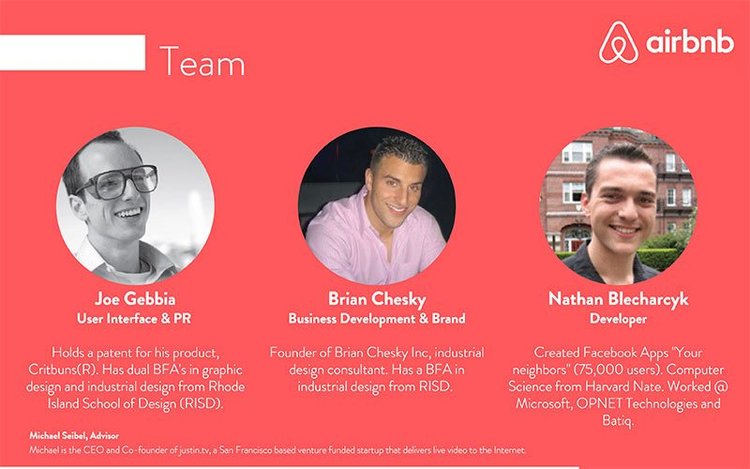 airbnb
Team
Joe Gebbia
User Interface & PR
Holds a patent for his product,
Critbuns(R). Has dual BFA's in graphic
design and industrial design from Rhode
Island School of Design (RISD).
Brian Chesky
Business Development & Brand
Founder of Brian Chesky Inc, industrial
design consultant. Has a BFA in
industrial design from RISD.
Nathan Blecharcyk
Developer
Created Facebook Apps "Your
neighbors" (75,000 users). Computer
Science from Harvard Nate. Worked @
Microsoft, OPNET Technologies and
Batiq.
Michael Seibel, Advisor
Michael is the CEO and Co-founder of justin.tv, a San Francisco based venture funded startup that delivers live video to the Internet.